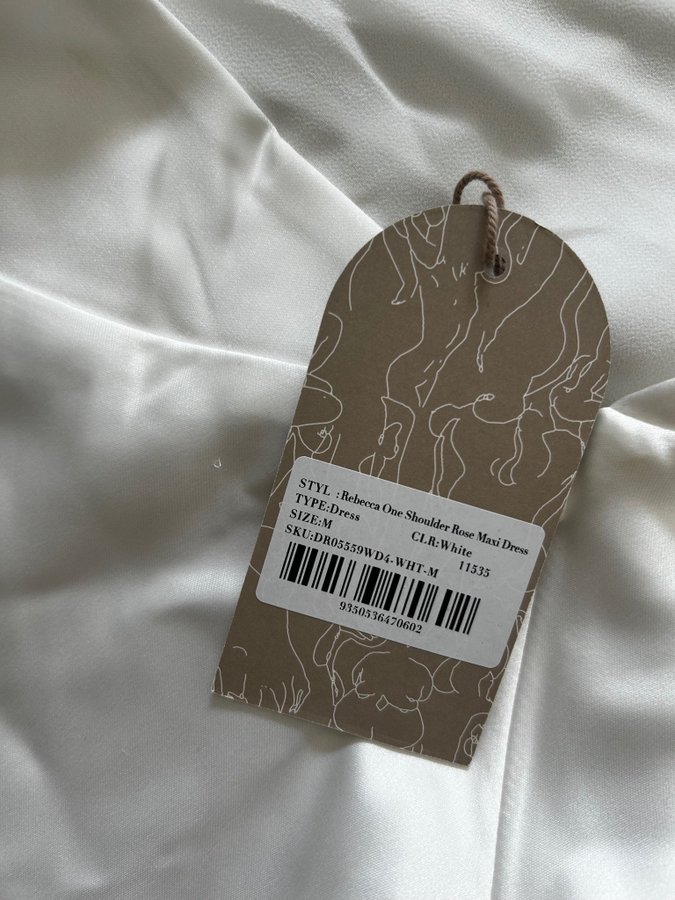 STYL :Rebecca One Shoulder Rose Maxi Dress
TYPE:Dress CLR:White
SIZE:M 11535
SKU:DR05559WD4-WHT-M
9350536470602